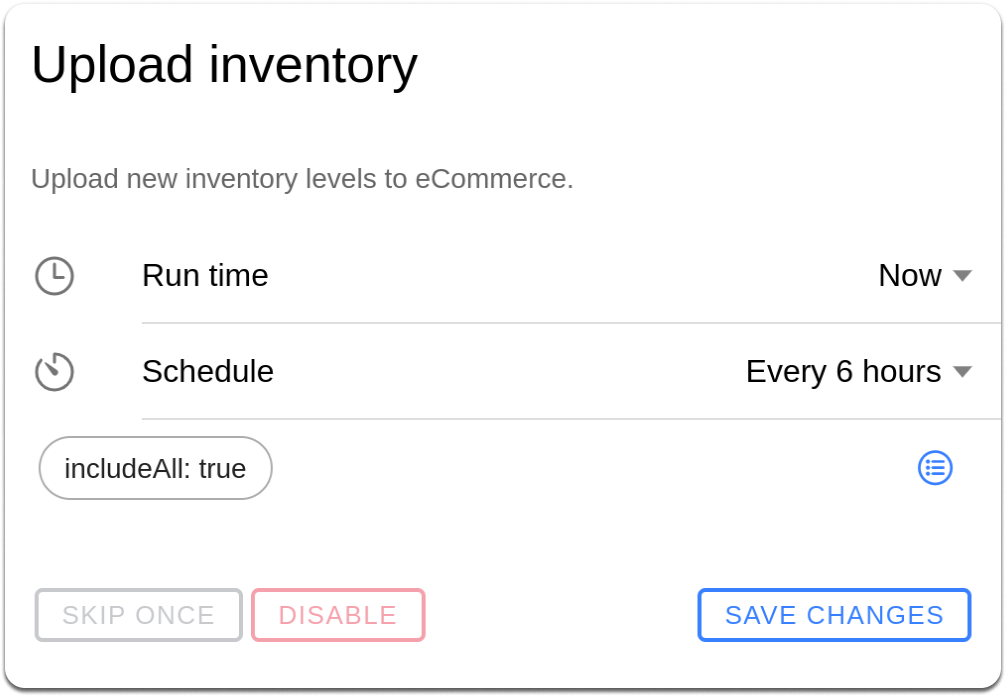 Upload inventory
Upload new inventory levels to eCommerce.
Run time Now
Schedule Every 6 hours
includeAll: true
SKIP ONCE DISABLE SAVE CHANGES